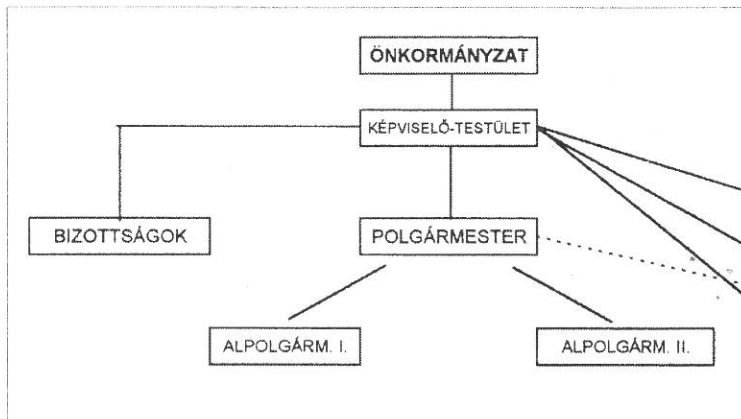 ÖNKORMÁNYZAT
KÉPVISELŐ-TESTÜLET
BIZOTTSÁGOK
POLGÁRMESTER
ALPOLGÁRM. I.
ALPOLGÁRM. II.